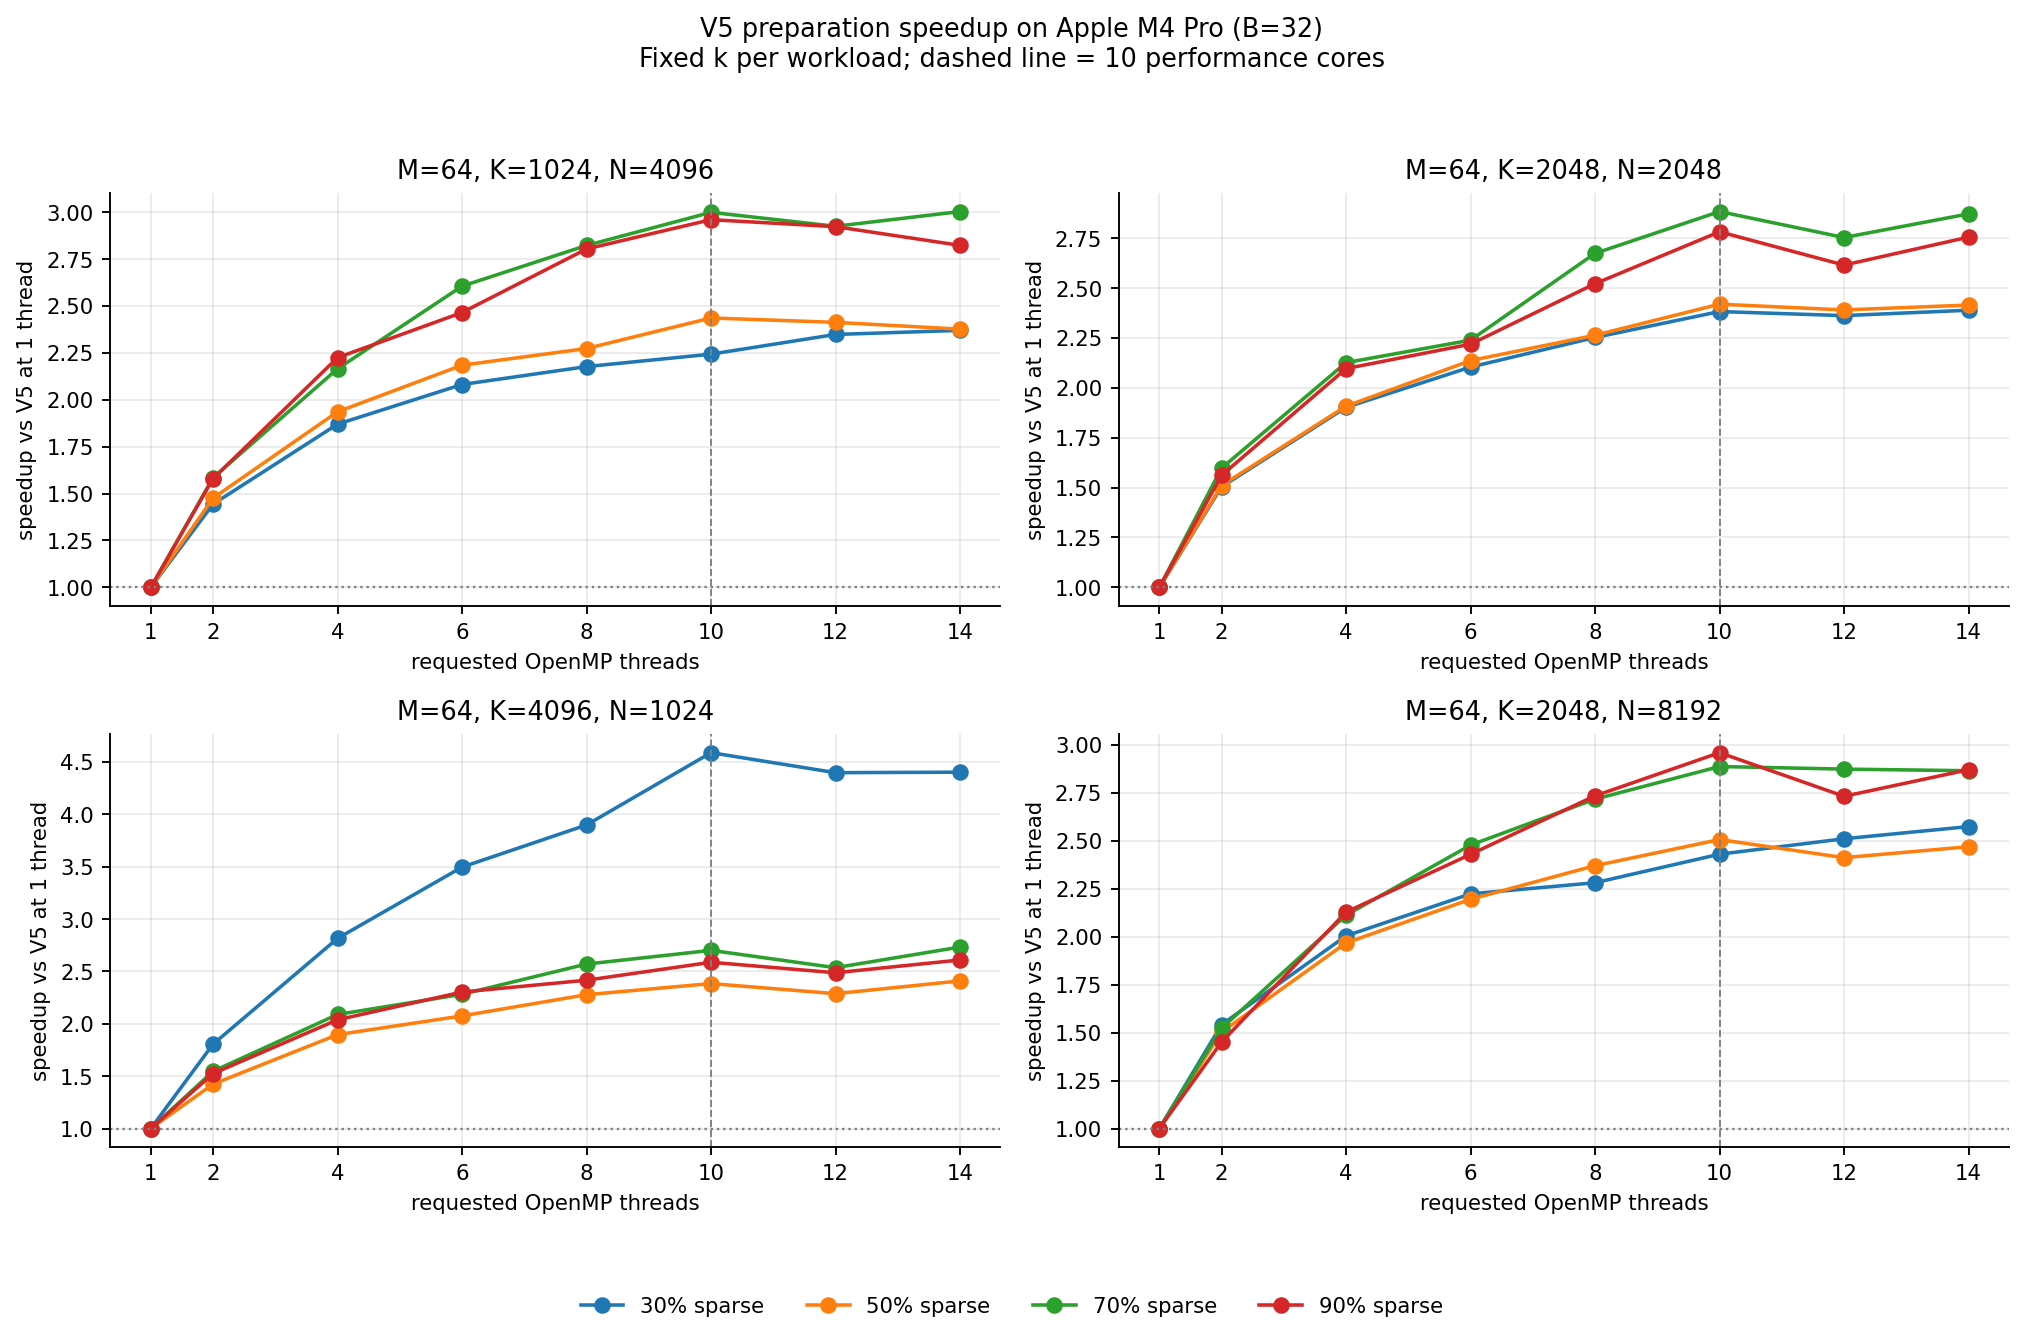 V5 preparation speedup on Apple M4 Pro (B=32)
Fixed k per workload; dashed line = 10 performance cores
M=64, K=1024, N=4096
speedup vs V5 at 1 thread
3.00
2.75
2.50
2.25
2.00
1.75
1.50
1.25
1.00
1 2 4 6 8 10 12 14
requested OpenMP threads
M=64, K=2048, N=2048
speedup vs V5 at 1 thread
2.75
2.50
2.25
2.00
1.75
1.50
1.25
1.00
1 2 4 6 8 10 12 14
requested OpenMP threads
M=64, K=4096, N=1024
speedup vs V5 at 1 thread
4.5
4.0
3.5
3.0
2.5
2.0
1.5
1.0
1 2 4 6 8 10 12 14
requested OpenMP threads
M=64, K=2048, N=8192
speedup vs V5 at 1 thread
3.00
2.75
2.50
2.25
2.00
1.75
1.50
1.25
1.00
1 2 4 6 8 10 12 14
requested OpenMP threads
30% sparse 50% sparse 70% sparse 90% sparse